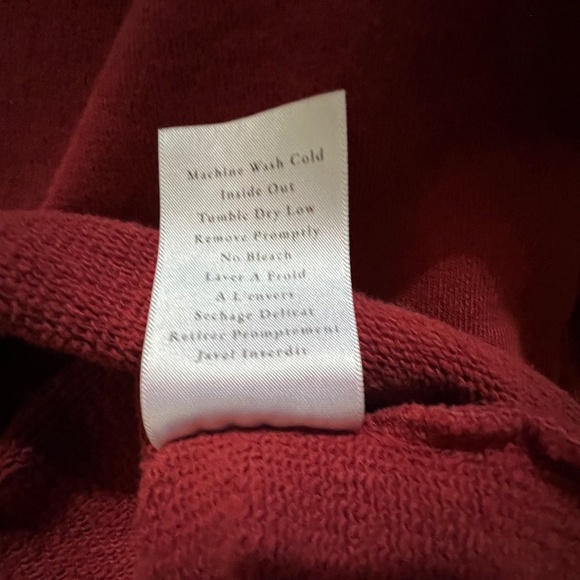 Machine Wash Cold
Inside Out
Tumble Dry Low
Remove Promptly
No Bleach
Laver A Froid
A L'envers
Sechage Delicat
Retirer Promptement
Javel Interdit